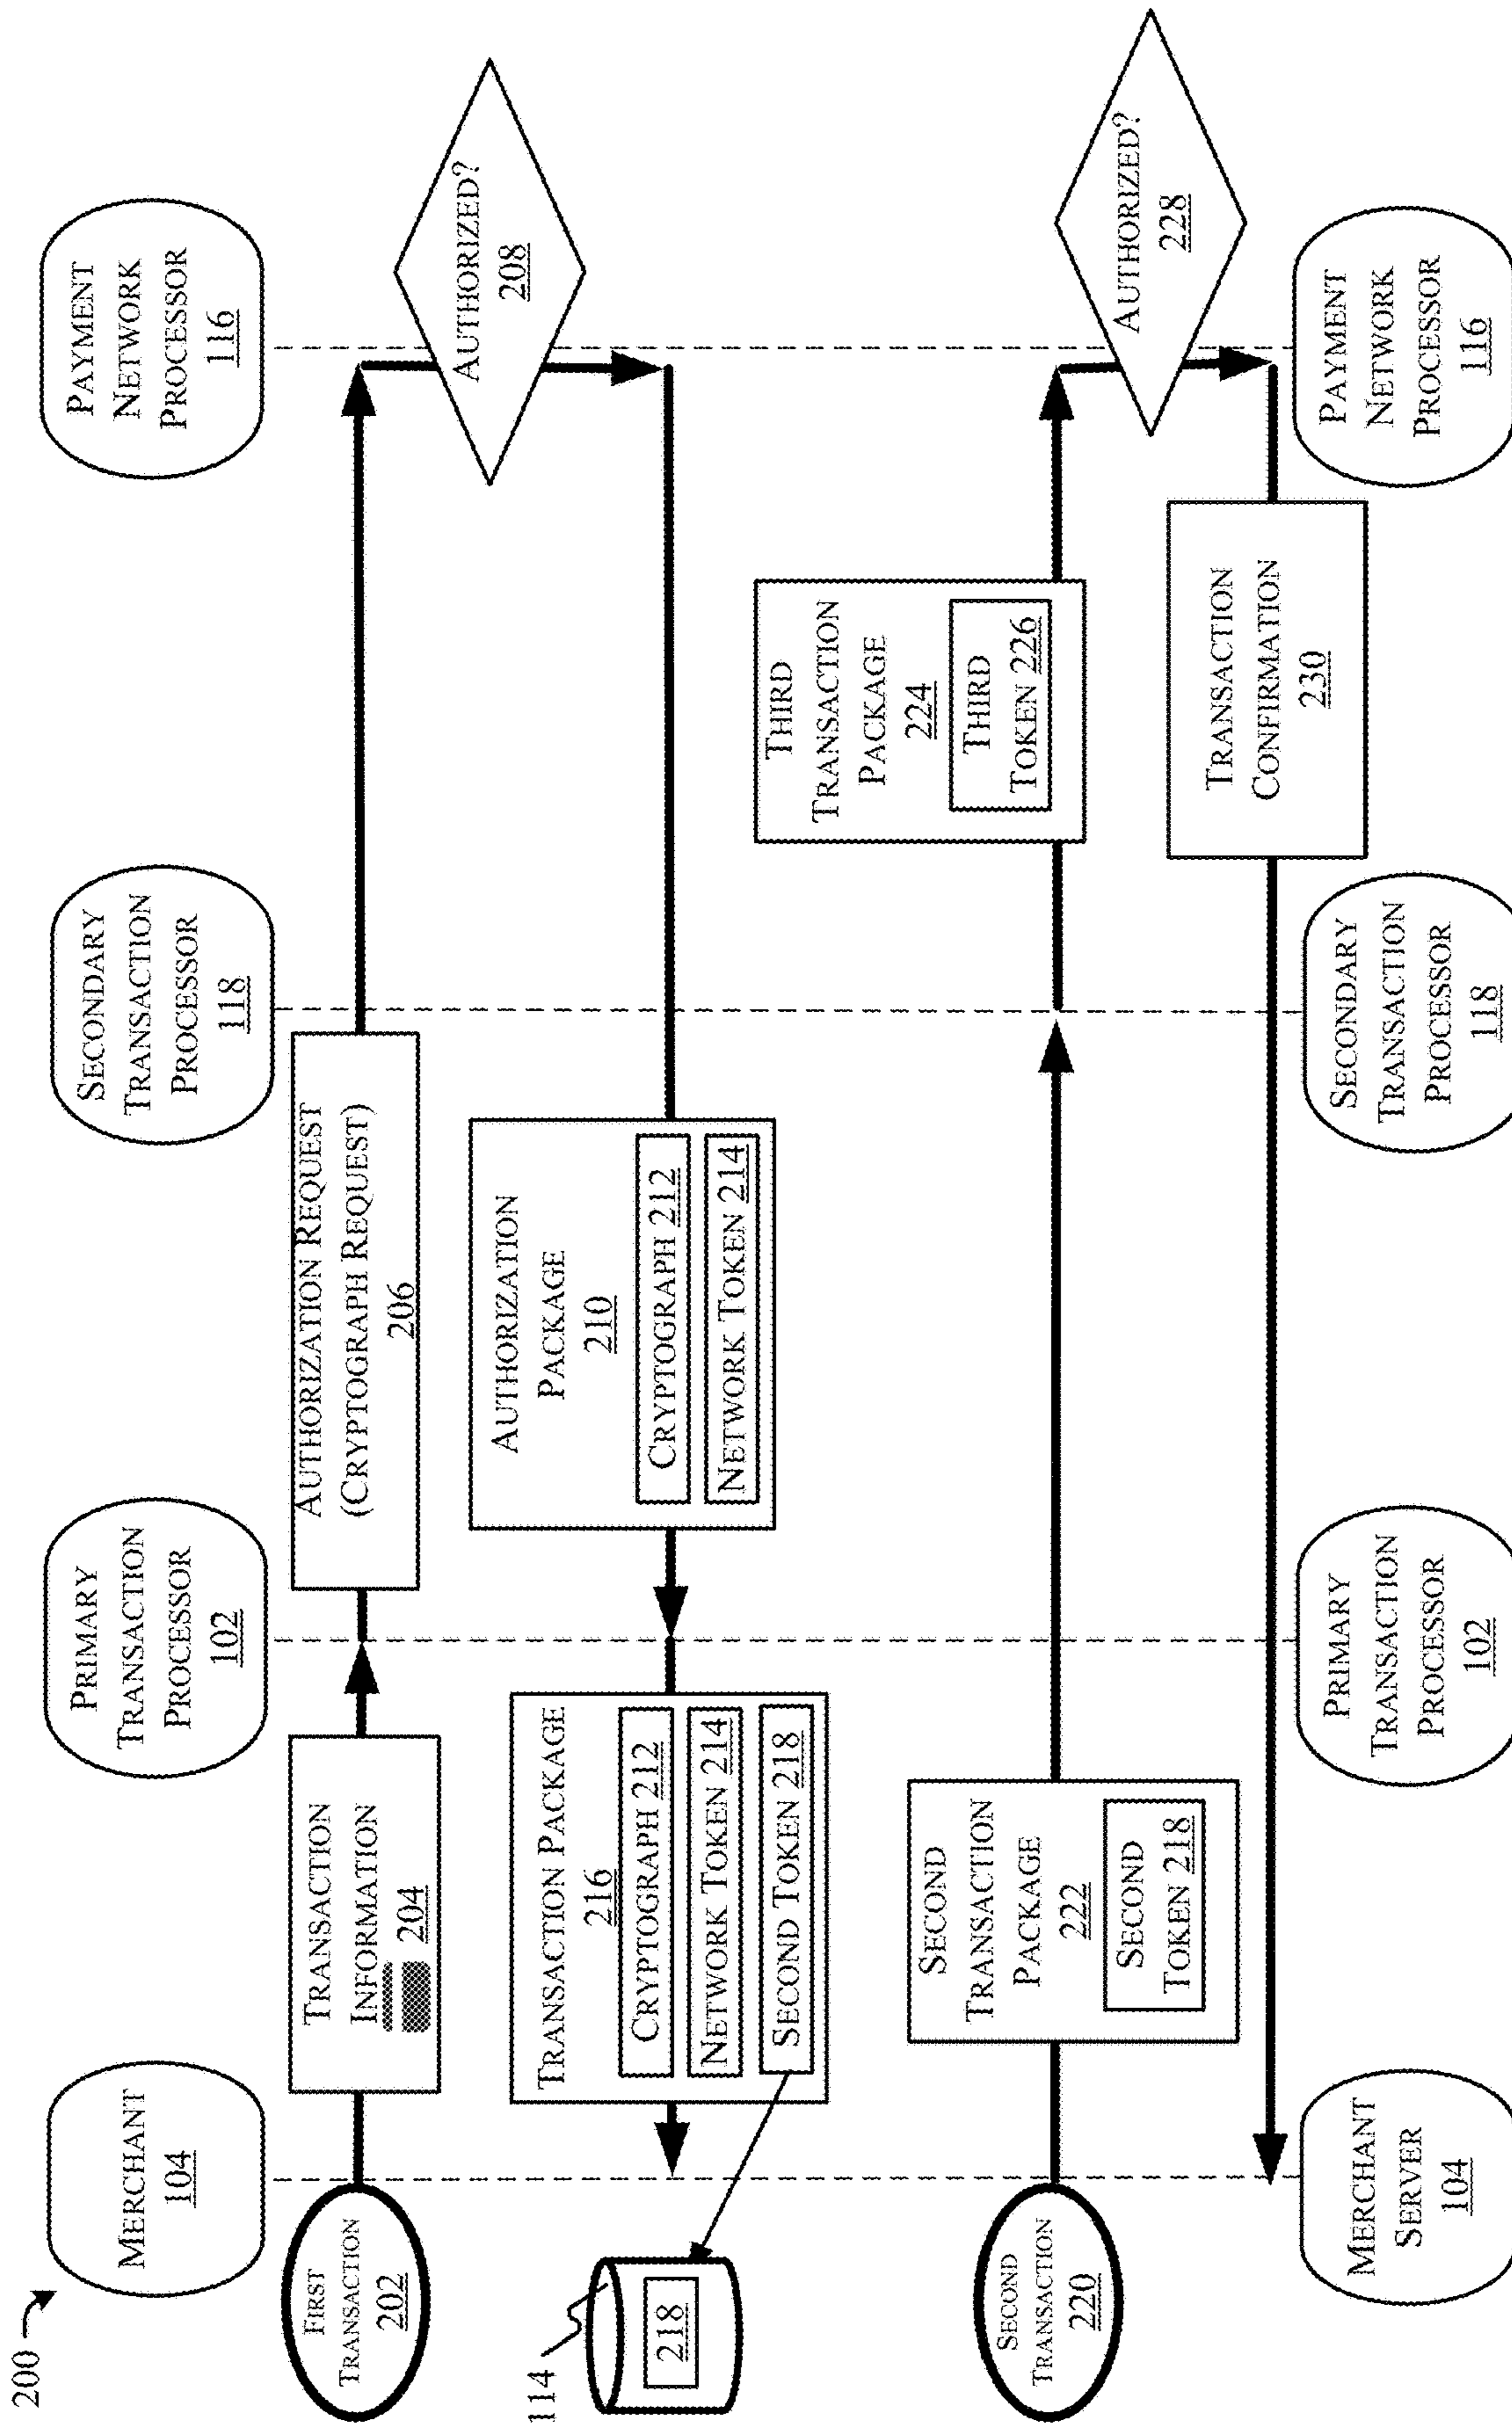 200
MERCHANT
104
PRIMARY
TRANSACTION
PROCESSOR
102
SECONDARY
TRANSACTION
PROCESSOR
118
PAYMENT
NETWORK
PROCESSOR
116
FIRST
TRANSACTION
202
TRANSACTION
INFORMATION
204
AUTHORIZATION REQUEST
(CRYPTOGRAPH REQUEST)
206
AUTHORIZED?
208
AUTHORIZATION
PACKAGE
210
CRYPTOGRAPH 212
NETWORK TOKEN 214
TRANSACTION PACKAGE
216
CRYPTOGRAPH 212
NETWORK TOKEN 214
SECOND TOKEN 218
114
218
SECOND
TRANSACTION
220
SECOND
TRANSACTION
PACKAGE
222
SECOND
TOKEN 218
THIRD
TRANSACTION
PACKAGE
224
THIRD
TOKEN 226
AUTHORIZED?
228
TRANSACTION
CONFIRMATION
230
MERCHANT
SERVER
104
PRIMARY
TRANSACTION
PROCESSOR
102
SECONDARY
TRANSACTION
PROCESSOR
118
PAYMENT
NETWORK
PROCESSOR
116